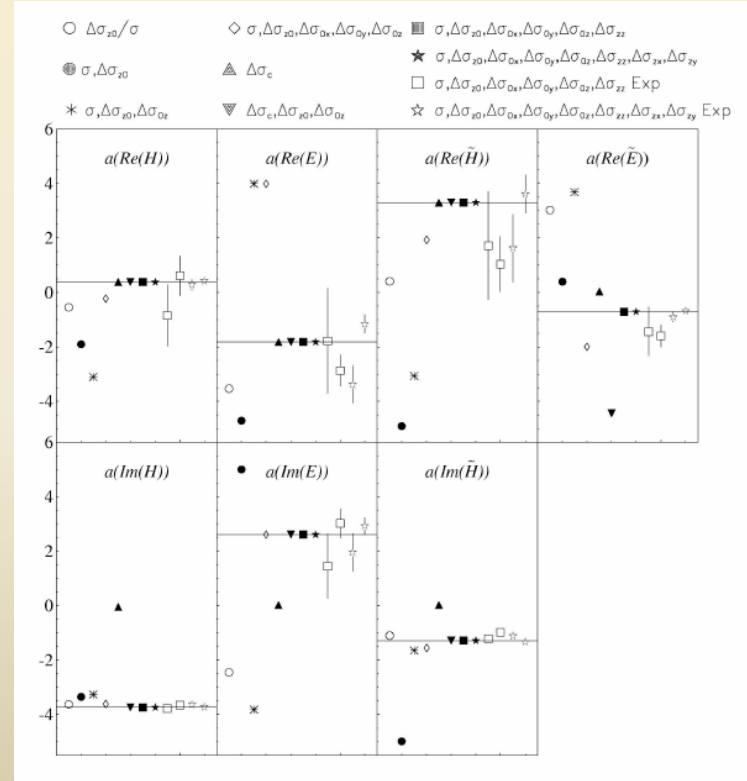 ○ Δσ_z0/σ ◇ σ,Δσ_z0,Δσ_0x,Δσ_0y,Δσ_0z ■ σ,Δσ_z0,Δσ_0x,Δσ_0y,Δσ_0z,Δσ_zz
● σ,Δσ_z0 ▲ Δσ_c ★ σ,Δσ_z0,Δσ_0x,Δσ_0y,Δσ_0z,Δσ_zz,Δσ_zx,Δσ_zy
□ σ,Δσ_z0,Δσ_0x,Δσ_0y,Δσ_0z,Δσ_zz Exp
✳ σ,Δσ_z0,Δσ_0z ▼ Δσ_c,Δσ_z0,Δσ_0z ☆ σ,Δσ_z0,Δσ_0x,Δσ_0y,Δσ_0z,Δσ_zz,Δσ_zx,Δσ_zy Exp
6
a(Re(H)) a(Re(E)) a(Re(H̃)) a(Re(Ẽ))
4
2
0
-2
-4
6
a(Im(H)) a(Im(E)) a(Im(H̃))
4
2
0
-2
-4